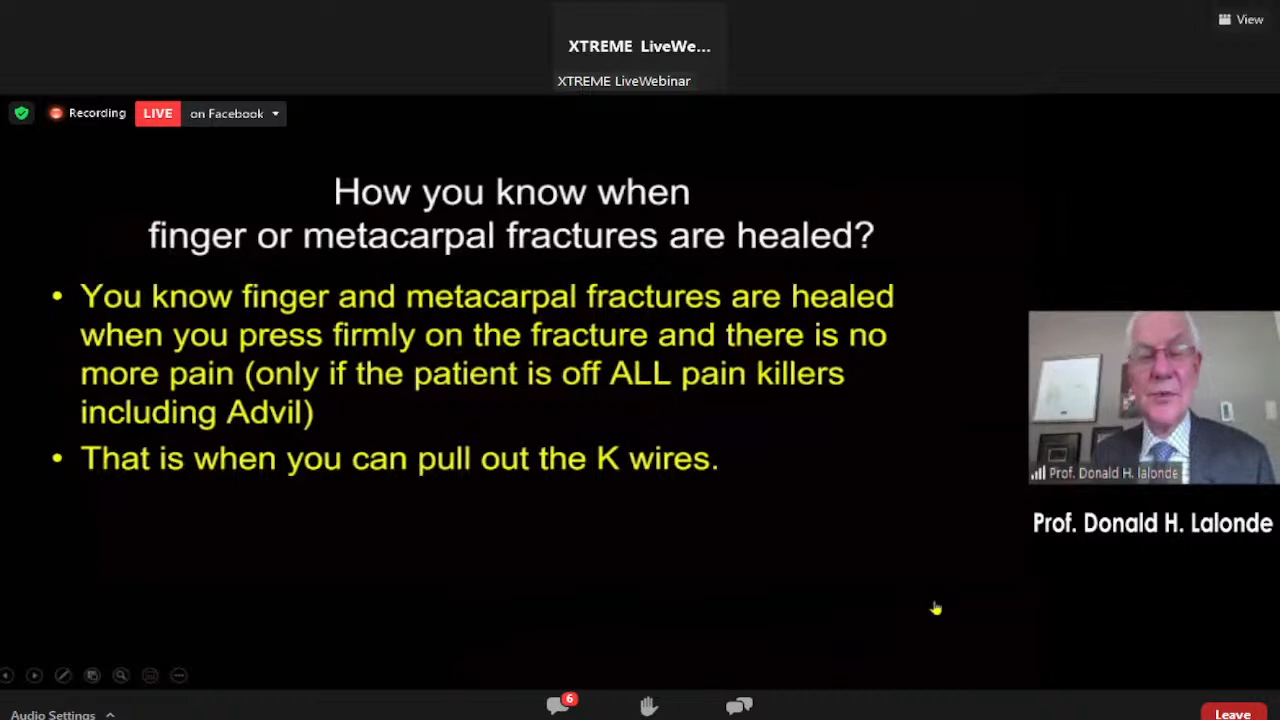 View
XTREME LiveWe...
XTREME LiveWebinar
Recording
LIVE
on Facebook
How you know when
finger or metacarpal fractures are healed?
• You know finger and metacarpal fractures are healed
when you press firmly on the fracture and there is no
more pain (only if the patient is off ALL pain killers
including Advil)
• That is when you can pull out the K wires.
Prof. Donald H. lalonde
Prof. Donald H. Lalonde
6
Audio Settings
Leave